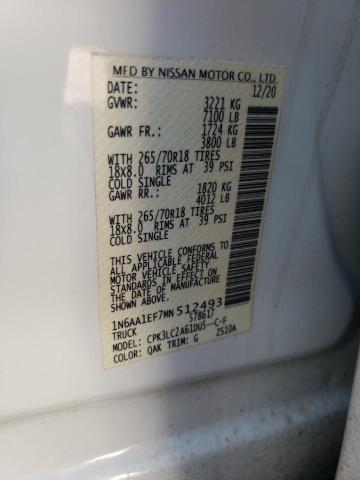 MFD BY NISSAN MOTOR CO., LTD.
DATE: 12/20
GVWR: 3221 KG
7100 LB
GAWR FR.: 1724 KG
3800 LB
WITH 265/70R18 TIRES
18X8.0 RIMS AT 39 PSI
COLD SINGLE
GAWR RR.: 1820 KG
4012 LB
WITH 265/70R18 TIRES
18X8.0 RIMS AT 39 PSI
COLD SINGLE
THIS VEHICLE CONFORMS TO
ALL APPLICABLE FEDERAL
MOTOR VEHICLE SAFETY
STANDARDS IN EFFECT ON
THE DATE OF MANUFACTURE
SHOWN ABOVE.
1N6AA1EF7MN 512493
TRUCK 578617
MODEL: CPK3LC2A61DUS--C-F
COLOR: QAK TRIM: G ZS10A